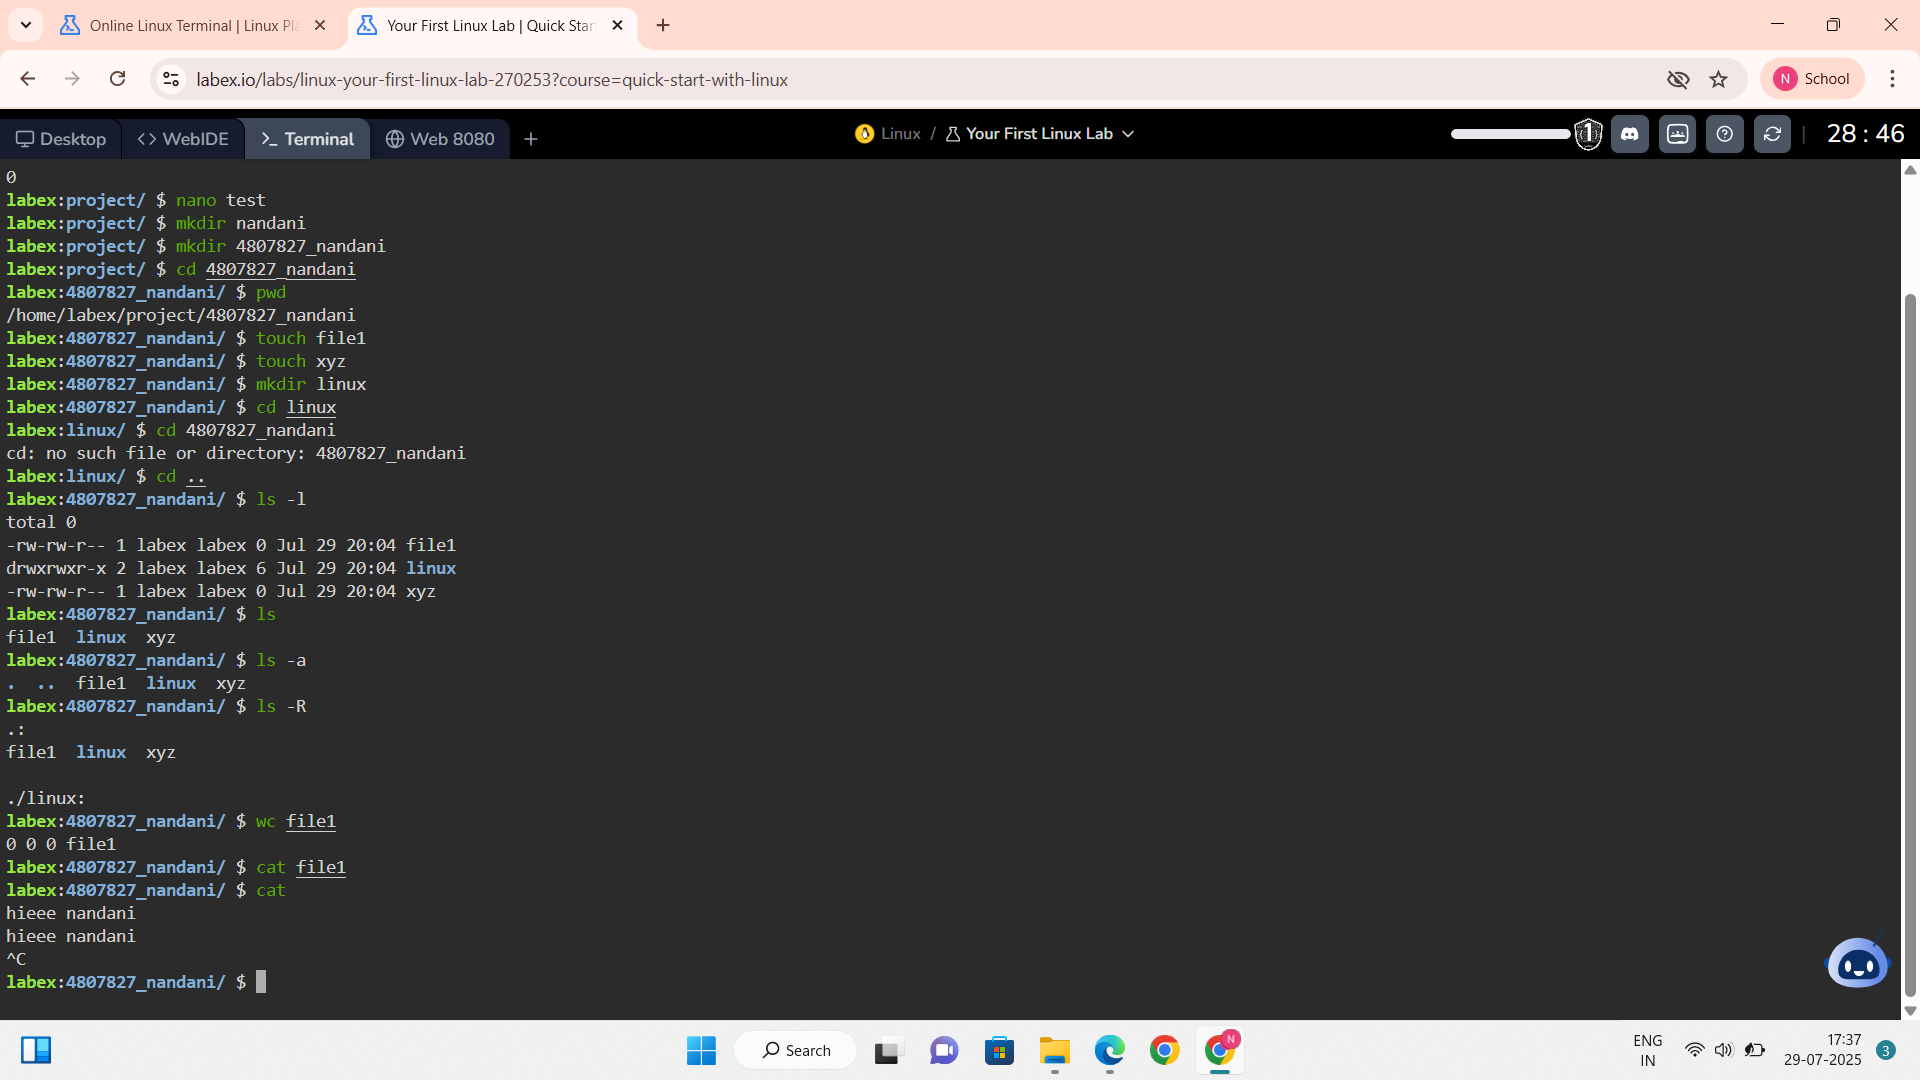 Online Linux Terminal | Linux Pla
Your First Linux Lab | Quick Star
labex.io/labs/linux-your-first-linux-lab-270253?course=quick-start-with-linux
N School
Desktop
WebIDE
Terminal
Web 8080
Linux / Your First Linux Lab
1
28 : 46
0
labex:project/ $ nano test
labex:project/ $ mkdir nandani
labex:project/ $ mkdir 4807827_nandani
labex:project/ $ cd 4807827_nandani
labex:4807827_nandani/ $ pwd
/home/labex/project/4807827_nandani
labex:4807827_nandani/ $ touch file1
labex:4807827_nandani/ $ touch xyz
labex:4807827_nandani/ $ mkdir linux
labex:4807827_nandani/ $ cd linux
labex:linux/ $ cd 4807827_nandani
cd: no such file or directory: 4807827_nandani
labex:linux/ $ cd ..
labex:4807827_nandani/ $ ls -l
total 0
-rw-rw-r-- 1 labex labex 0 Jul 29 20:04 file1
drwxrwxr-x 2 labex labex 6 Jul 29 20:04 linux
-rw-rw-r-- 1 labex labex 0 Jul 29 20:04 xyz
labex:4807827_nandani/ $ ls
file1  linux  xyz
labex:4807827_nandani/ $ ls -a
.  ..  file1  linux  xyz
labex:4807827_nandani/ $ ls -R
.:
file1  linux  xyz
./linux:
labex:4807827_nandani/ $ wc file1
0 0 0 file1
labex:4807827_nandani/ $ cat file1
labex:4807827_nandani/ $ cat
hieee nandani
hieee nandani
^C
labex:4807827_nandani/ $
Search
N
ENG
IN
17:37
29-07-2025
3